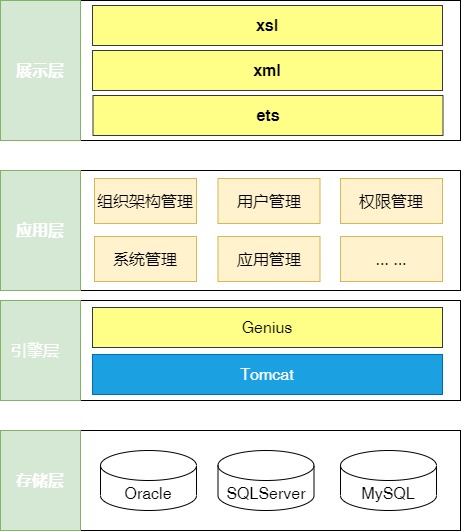 展示层
xsl
xml
ets
应用层
组织架构管理 用户管理 权限管理
系统管理 应用管理 ... ...
引擎层
Genius
Tomcat
存储层
Oracle SQLServer MySQL